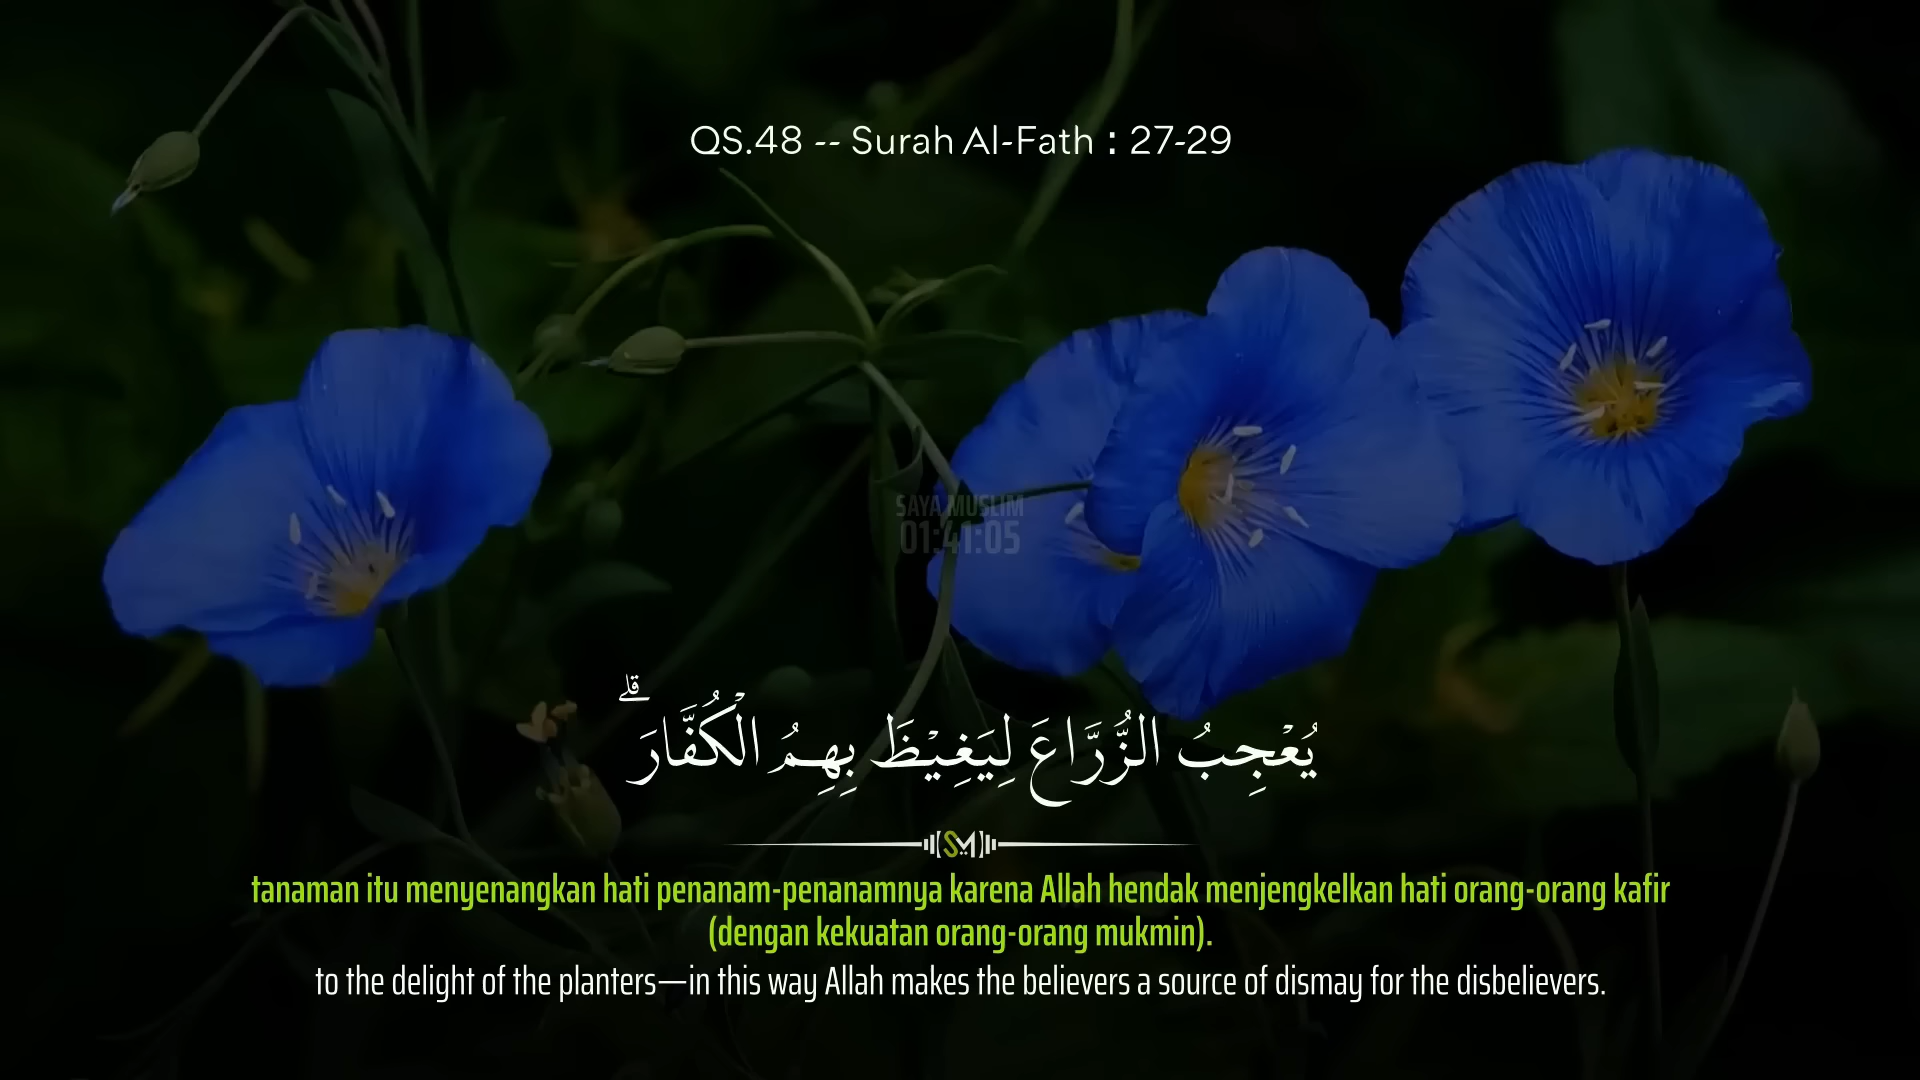 QS.48 -- Surah Al-Fath : 27-29
SAYA MUSLIM
01:41:05
يُعْجِبُ الزُّرَّاعَ لِيَغِيْظَ بِهِمُ الْكُفَّارَ ۗ
SM
tanaman itu menyenangkan hati penanam-penanamnya karena Allah hendak menjengkelkan hati orang-orang kafir
(dengan kekuatan orang-orang mukmin).
to the delight of the planters—in this way Allah makes the believers a source of dismay for the disbelievers.